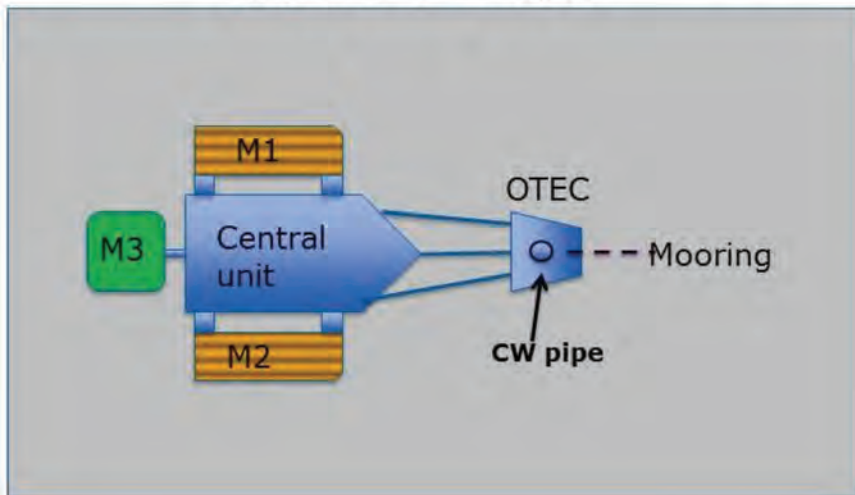 M1
OTEC
M3
Central
unit
Mooring
M2
CW pipe